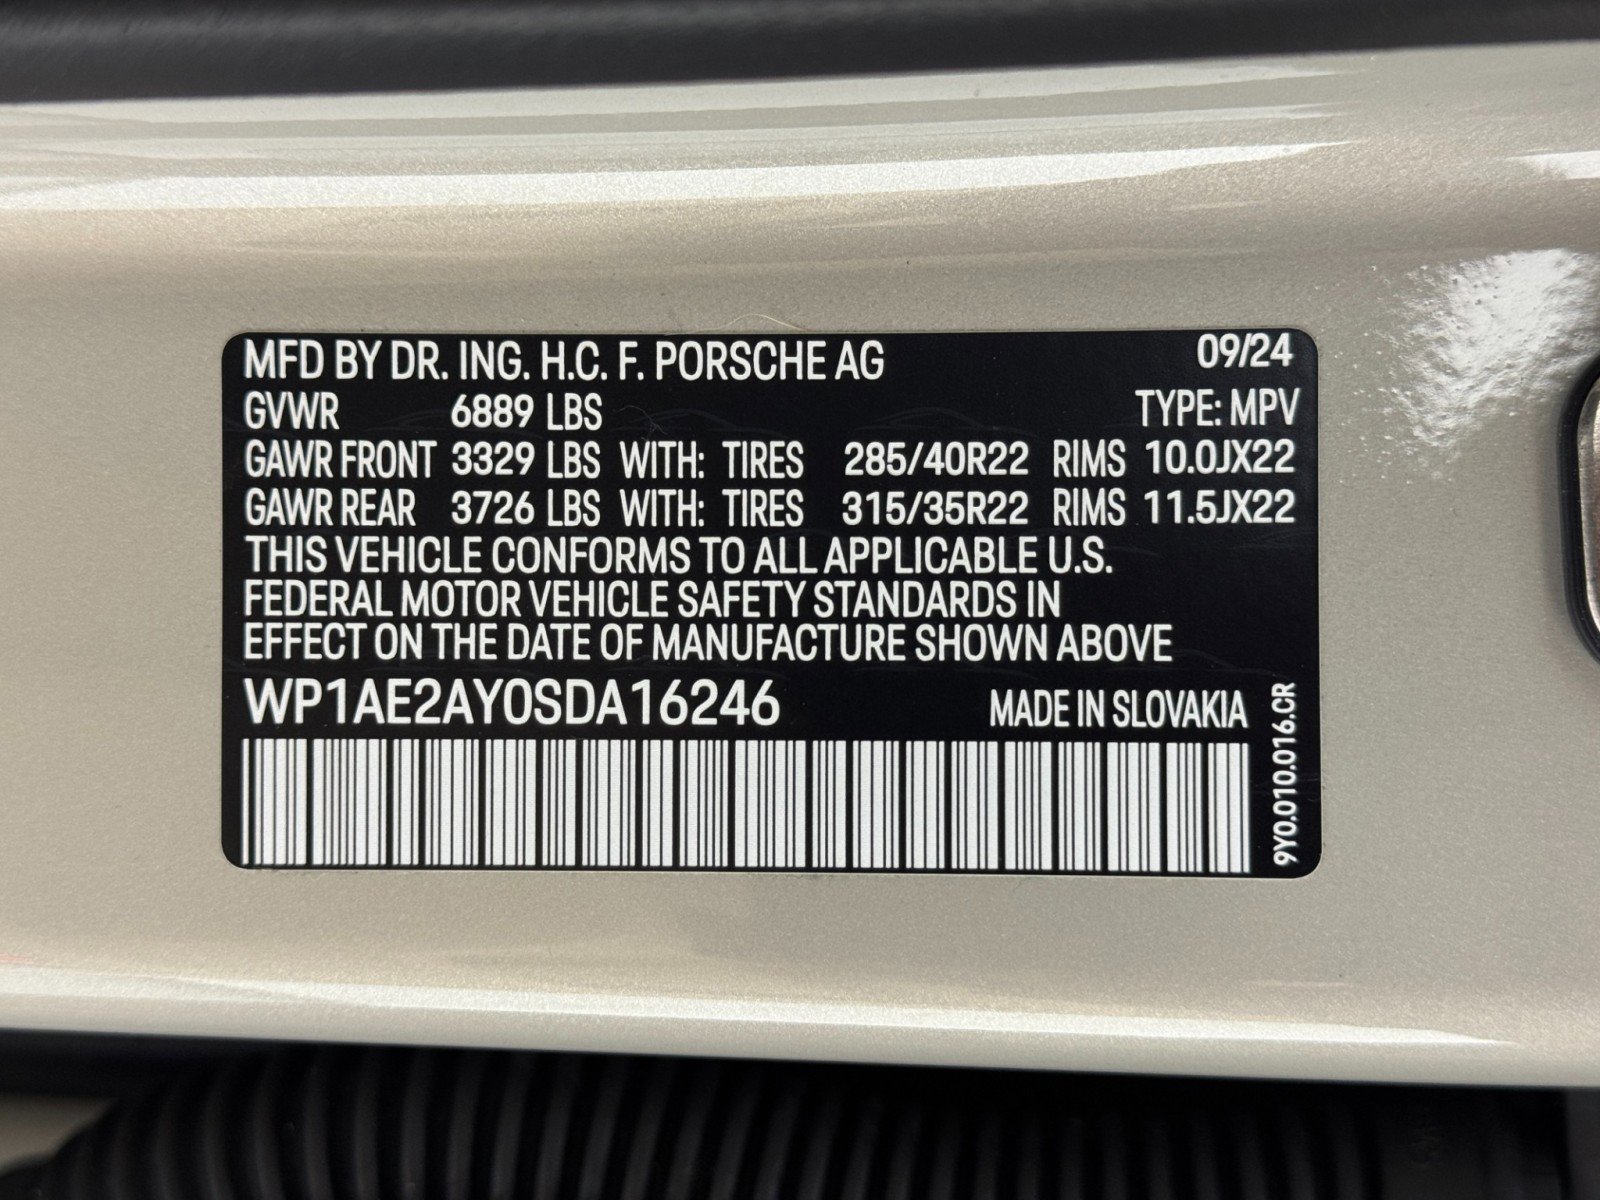 MFD BY DR. ING. H.C. F. PORSCHE AG 09/24
GVWR 6889 LBS TYPE: MPV
GAWR FRONT 3329 LBS WITH: TIRES 285/40R22 RIMS 10.0JX22
GAWR REAR 3726 LBS WITH: TIRES 315/35R22 RIMS 11.5JX22
THIS VEHICLE CONFORMS TO ALL APPLICABLE U.S.
FEDERAL MOTOR VEHICLE SAFETY STANDARDS IN
EFFECT ON THE DATE OF MANUFACTURE SHOWN ABOVE
WP1AE2AY0SDA16246 MADE IN SLOVAKIA
9Y0.010.016.CR